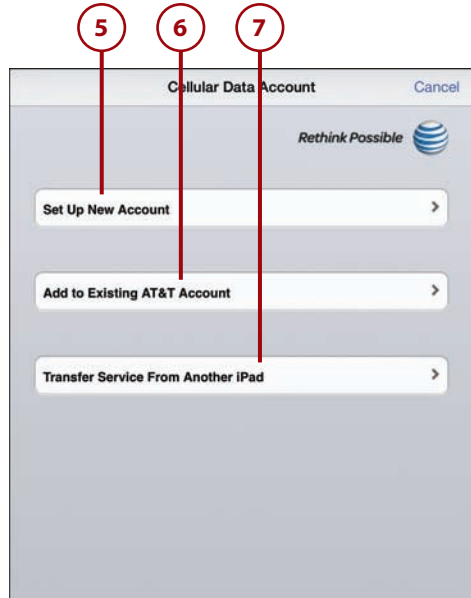 5 6 7
Cellular Data Account Cancel
Rethink Possible
Set Up New Account
Add to Existing AT&T Account
Transfer Service From Another iPad